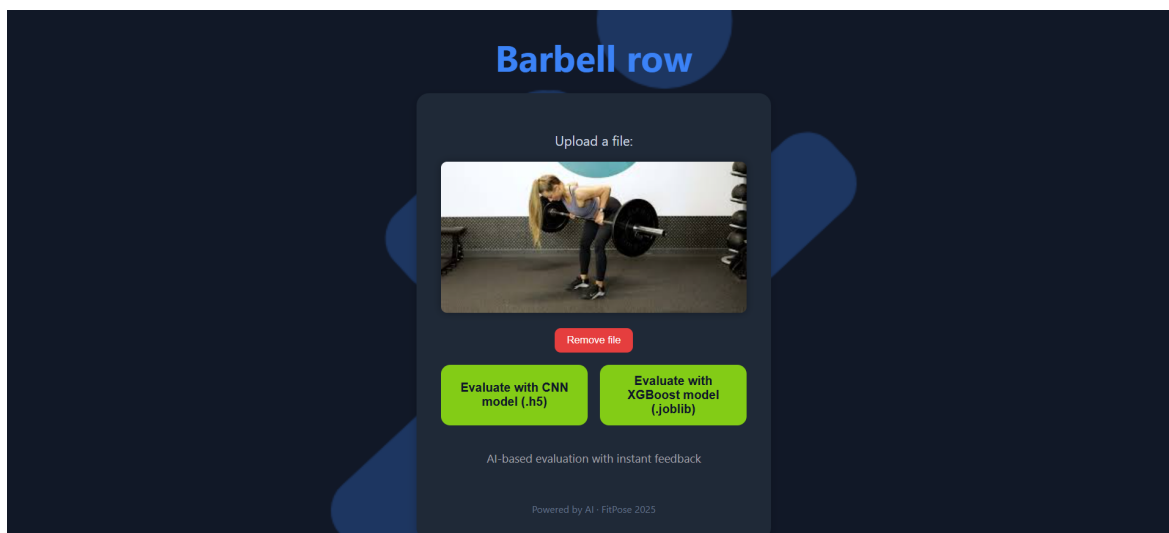 Barbell row
Upload a file:
Remove file
Evaluate with CNN
model (.h5)
Evaluate with
XGBoost model
(.joblib)
AI-based evaluation with instant feedback
Powered by AI · FitPose 2025